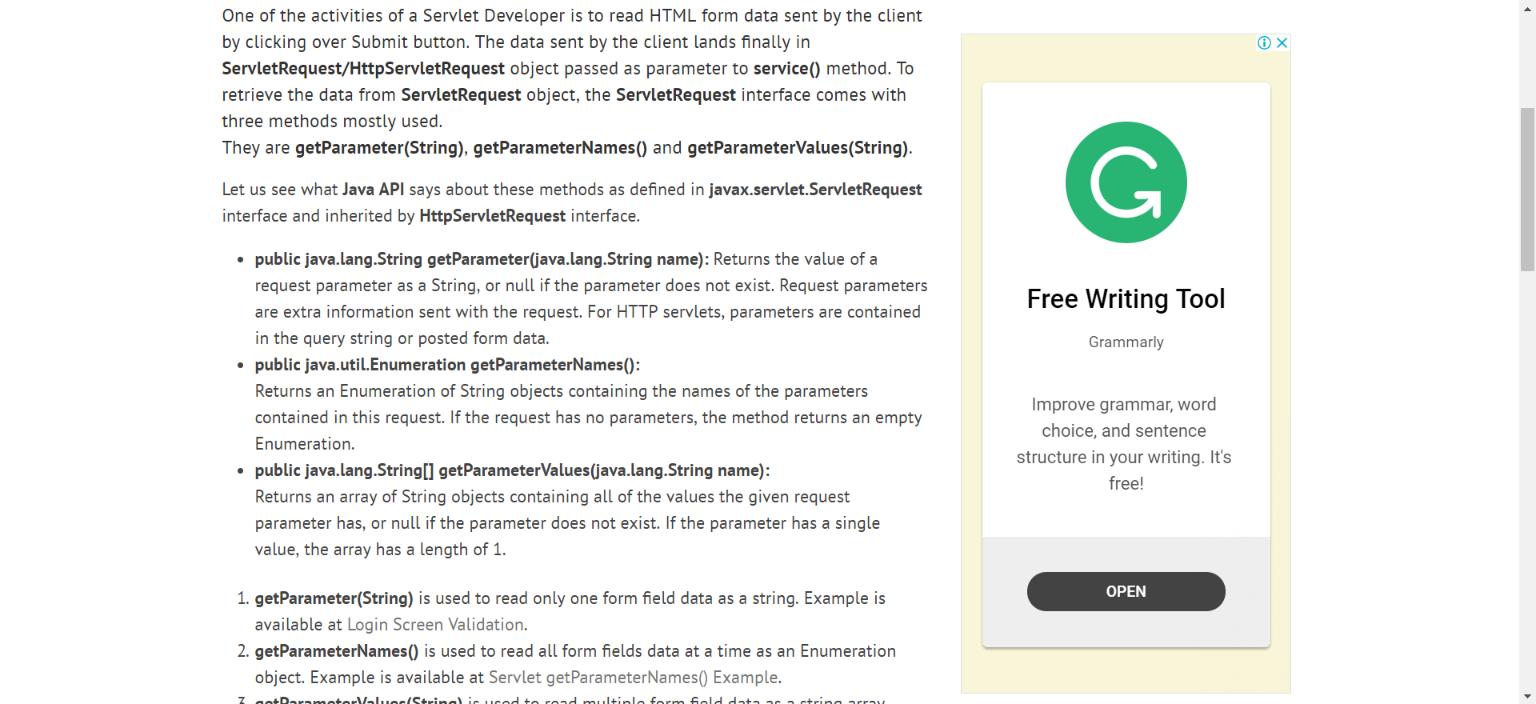 One of the activities of a Servlet Developer is to read HTML form data sent by the client
by clicking over Submit button. The data sent by the client lands finally in
ServletRequest/HttpServletRequest object passed as parameter to service() method. To
retrieve the data from ServletRequest object, the ServletRequest interface comes with
three methods mostly used.
They are getParameter(String), getParameterNames() and getParameterValues(String).
Let us see what Java API says about these methods as defined in javax.servlet.ServletRequest
interface and inherited by HttpServletRequest interface.
• public java.lang.String getParameter(java.lang.String name): Returns the value of a
request parameter as a String, or null if the parameter does not exist. Request parameters
are extra information sent with the request. For HTTP servlets, parameters are contained
in the query string or posted form data.
• public java.util.Enumeration getParameterNames():
Returns an Enumeration of String objects containing the names of the parameters
contained in this request. If the request has no parameters, the method returns an empty
Enumeration.
• public java.lang.String[] getParameterValues(java.lang.String name):
Returns an array of String objects containing all of the values the given request
parameter has, or null if the parameter does not exist. If the parameter has a single
value, the array has a length of 1.
1. getParameter(String) is used to read only one form field data as a string. Example is
available at Login Screen Validation.
2. getParameterNames() is used to read all form fields data at a time as an Enumeration
object. Example is available at Servlet getParameterNames() Example.
3. getParameterValues(String) is used to read multiple form field data as a string array.
Free Writing Tool
Grammarly
Improve grammar, word
choice, and sentence
structure in your writing. It's
free!
OPEN